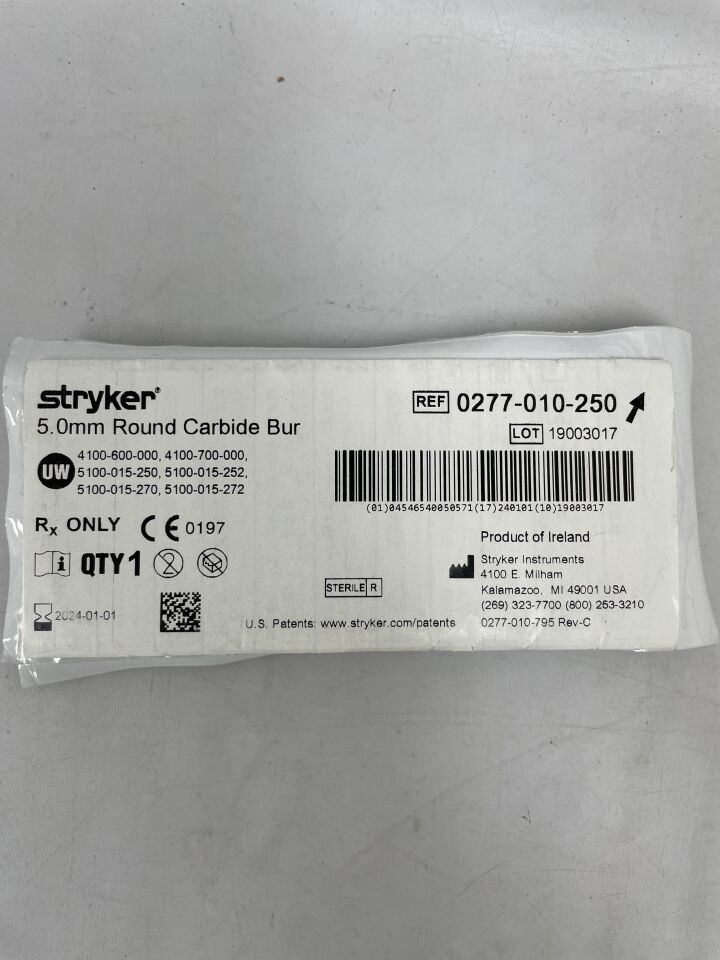 stryker®
5.0mm Round Carbide Bur
UW
4100-600-000, 4100-700-000,
5100-015-250, 5100-015-252,
5100-015-270, 5100-015-272
Rx ONLY CE 0197
i QTY 1 2
2024-01-01
REF 0277-010-250
LOT 19003017
(01)04546540050571(17)240101(10)19003017
Product of Ireland
Stryker Instruments
4100 E. Milham
Kalamazoo, MI 49001 USA
(269) 323-7700 (800) 253-3210
STERILE R
U.S. Patents: www.stryker.com/patents
0277-010-795 Rev-C